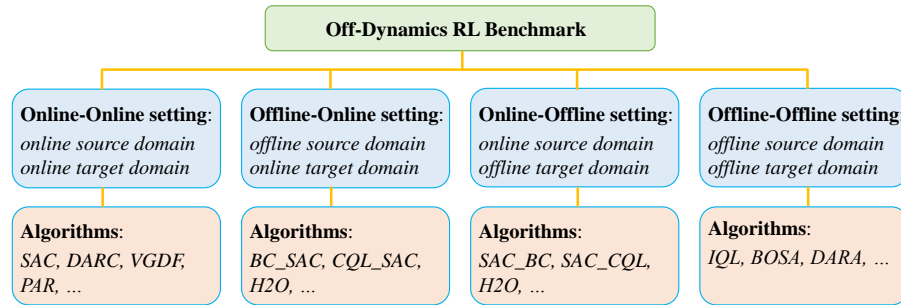 Off-Dynamics RL Benchmark
Online-Online setting:
online source domain
online target domain
Offline-Online setting:
offline source domain
online target domain
Online-Offline setting:
online source domain
offline target domain
Offline-Offline setting:
offline source domain
offline target domain
Algorithms:
SAC, DARC, VGDF,
PAR, …
Algorithms:
BC_SAC, CQL_SAC,
H2O, …
Algorithms:
SAC_BC, SAC_CQL,
H2O, …
Algorithms:
IQL, BOSA, DARA, …